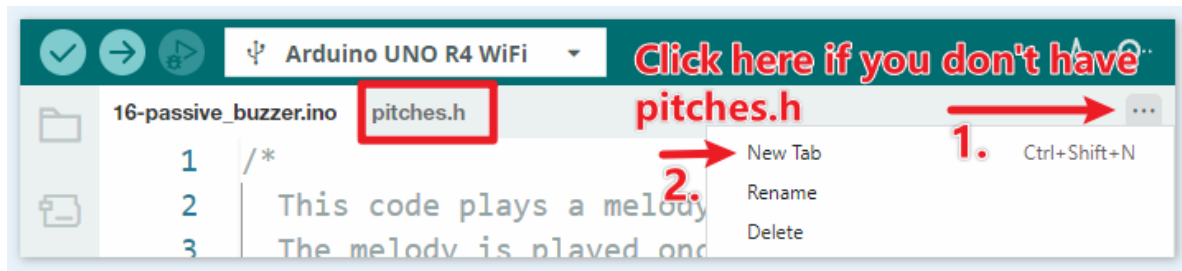 Arduino UNO R4 WiFi
Click here if you don't have
pitches.h
16-passive_buzzer.ino pitches.h
1.
New Tab Ctrl+Shift+N
2.
Rename
Delete
1 /*
2 This code plays a melody
3 The melody is played onc